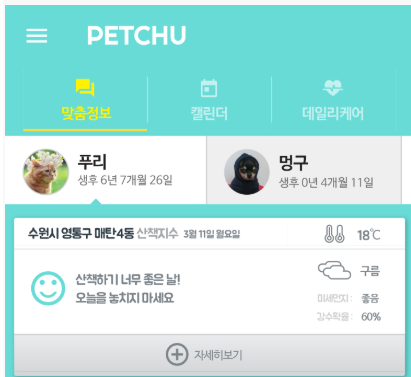 PETCHU
맞춤정보 캘린더 데일리케어
푸리 멍구
생후 6년 7개월 26일 생후 0년 4개월 11일
수원시 영통구 매탄4동 산책지수 3월 11일 월요일 18℃
산책하기 너무 좋은 날!
오늘을 놓치지 마세요
구름
미세먼지 : 좋음
강수확률 : 60%
자세히보기